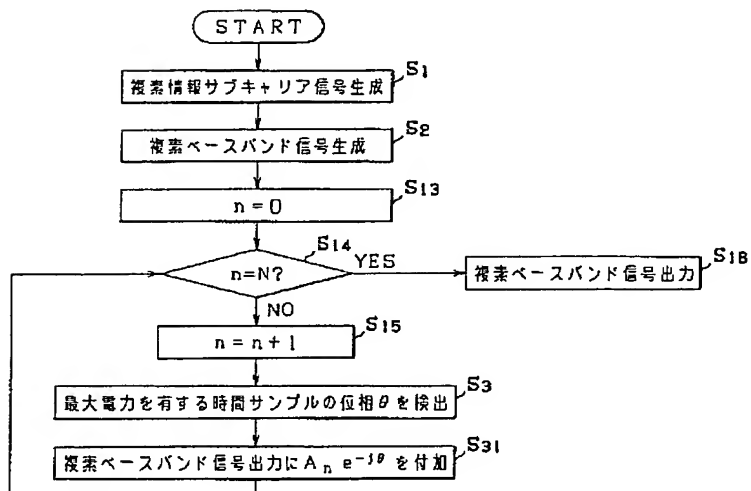 START
S1
複素情報サブキャリア信号生成
S2
複素ベースバンド信号生成
S13
n=0
S14
n=N?
YES
S18
複素ベースバンド信号出力
NO
S15
n=n+1
S3
最大電力を有する時間サンプルの位相θを検出
S31
複素ベースバンド信号出力にAn e-jθ を付加